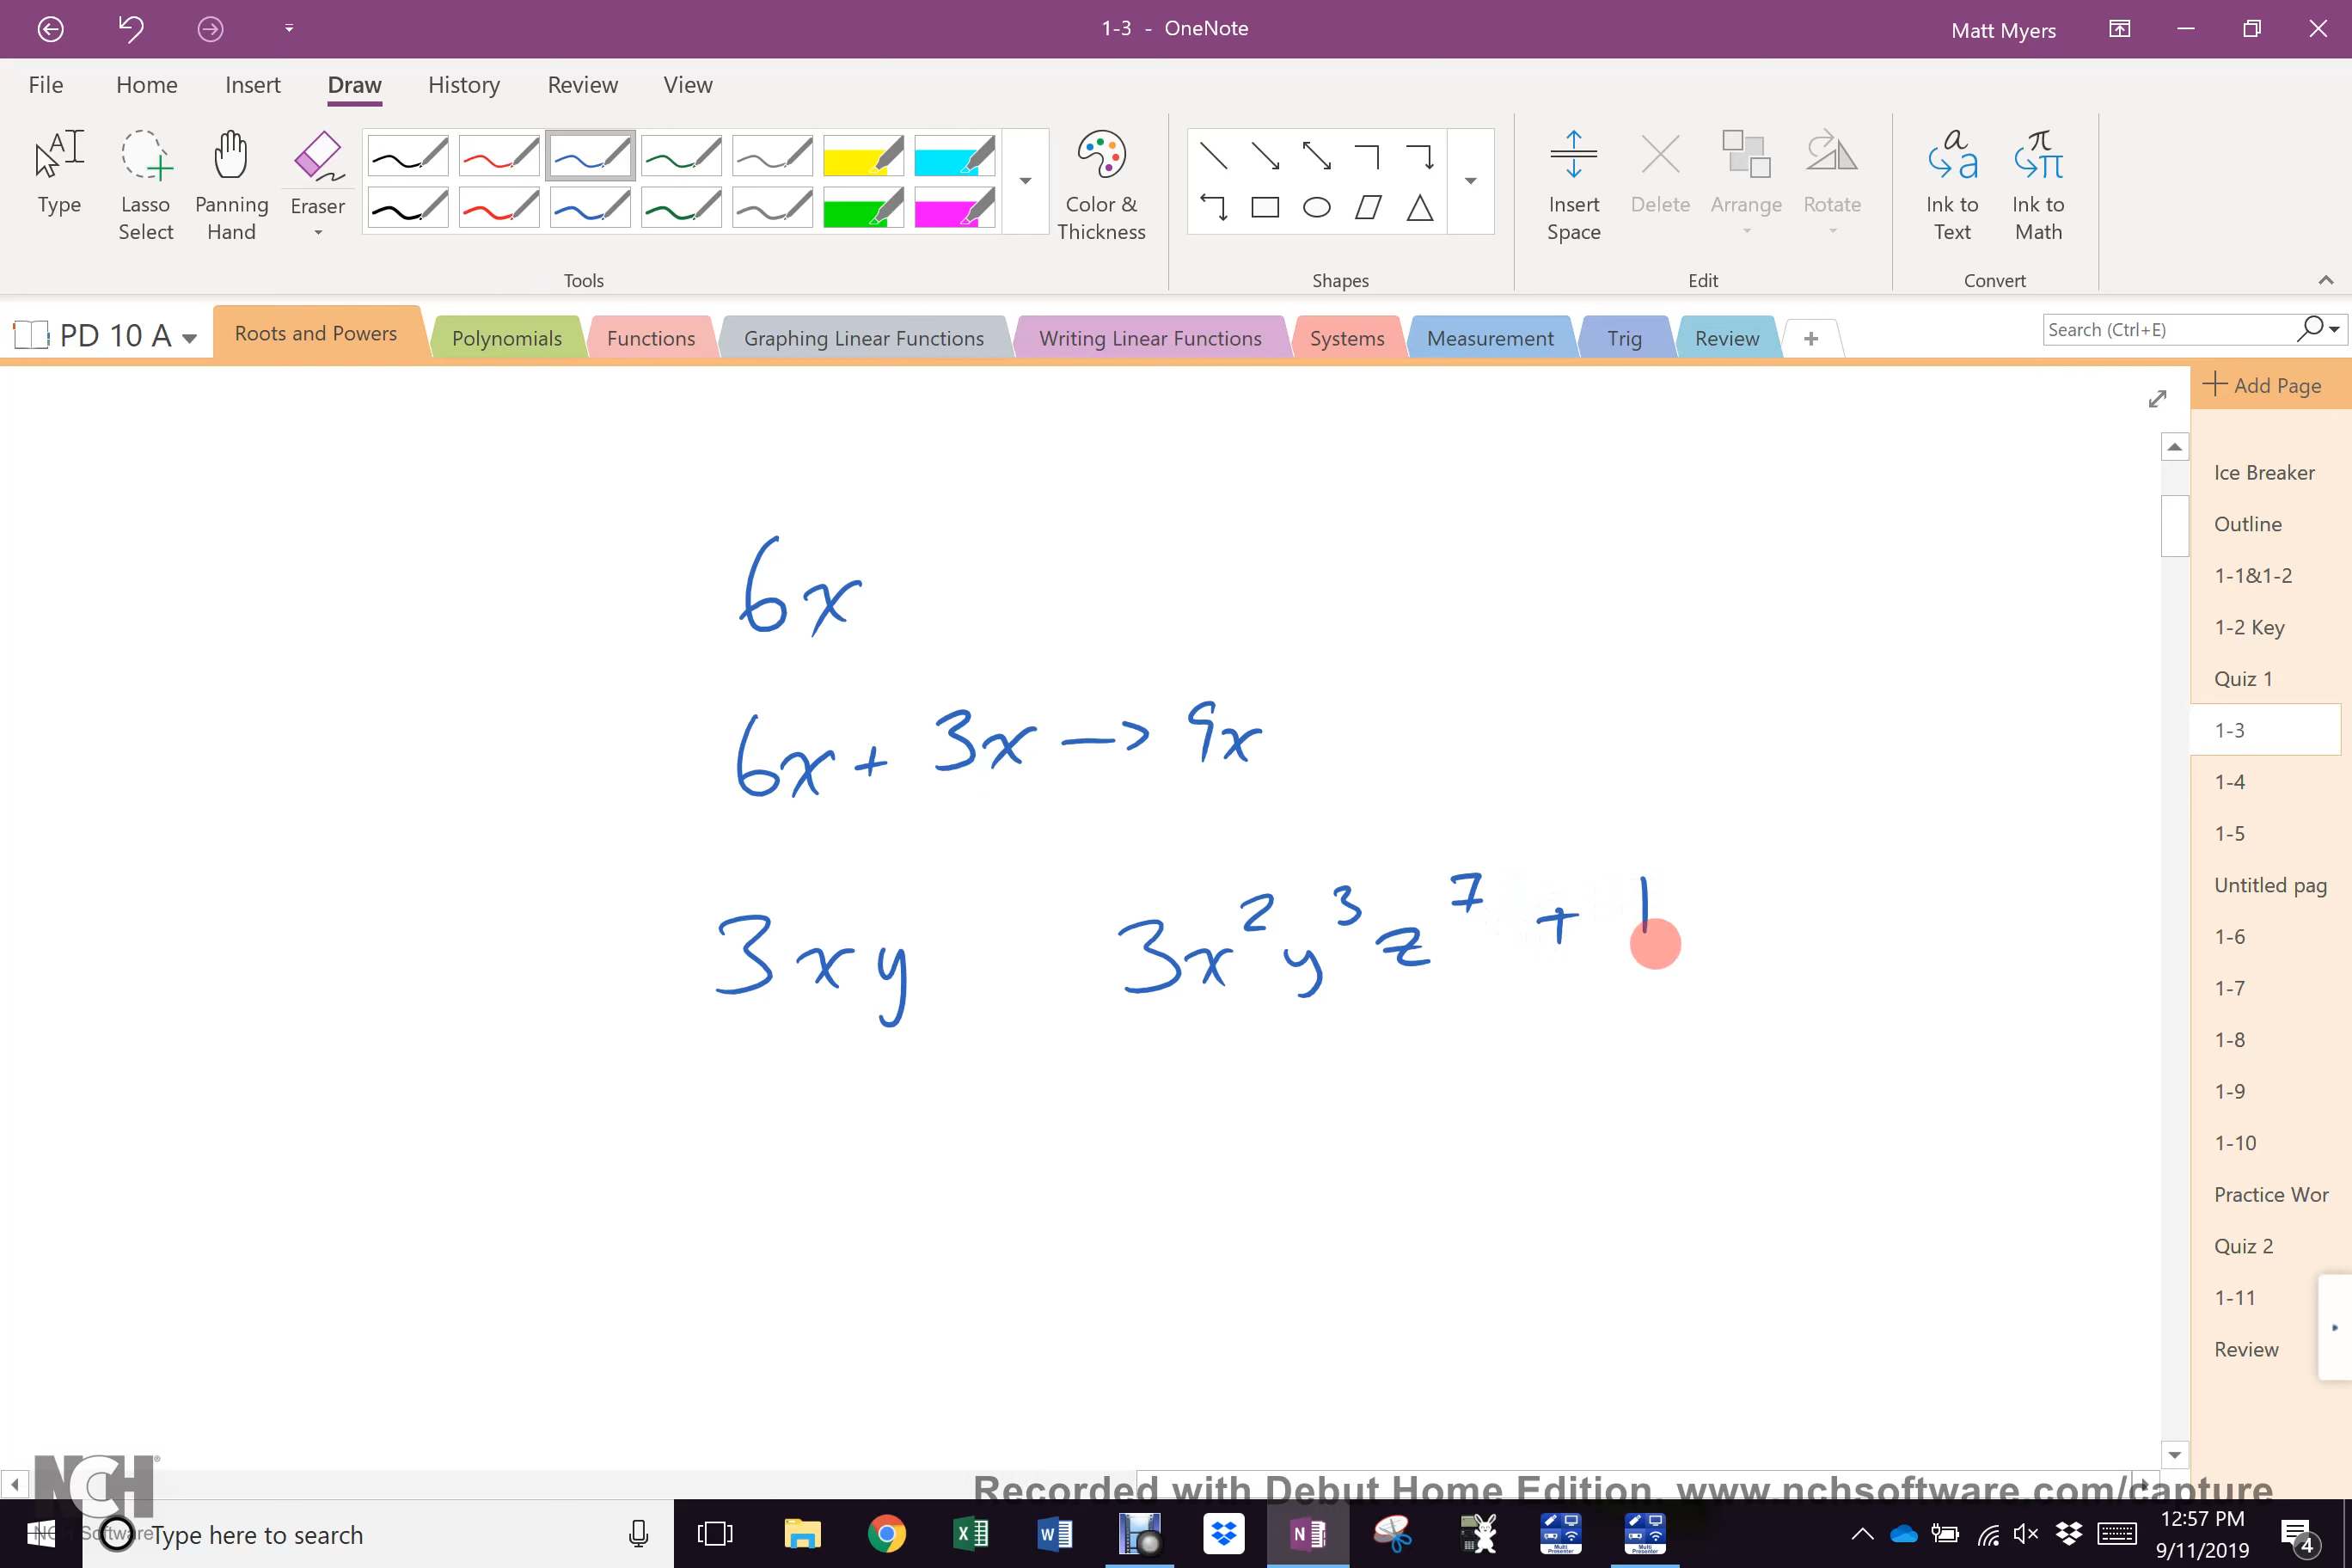 1-3 - OneNote
Matt Myers
File Home Insert Draw History Review View
Type
Lasso Select
Panning Hand
Eraser
Color & Thickness
Insert Space
Delete
Arrange
Rotate
Ink to Text
Ink to Math
Tools
Shapes
Edit
Convert
PD 10 A
Roots and Powers
Polynomials
Functions
Graphing Linear Functions
Writing Linear Functions
Systems
Measurement
Trig
Review
Search (Ctrl+E)
Add Page
Ice Breaker
Outline
1-1&1-2
1-2 Key
Quiz 1
1-3
1-4
1-5
Untitled pag
1-6
1-7
1-8
1-9
1-10
Practice Wor
Quiz 2
1-11
Review
6x
6x + 3x → 9x
3xy 3x²y³z⁷ + 1
NCH
NCH Software
Recorded with Debut Home Edition. www.nchsoftware.com/capture
Type here to search
12:57 PM
9/11/2019
4